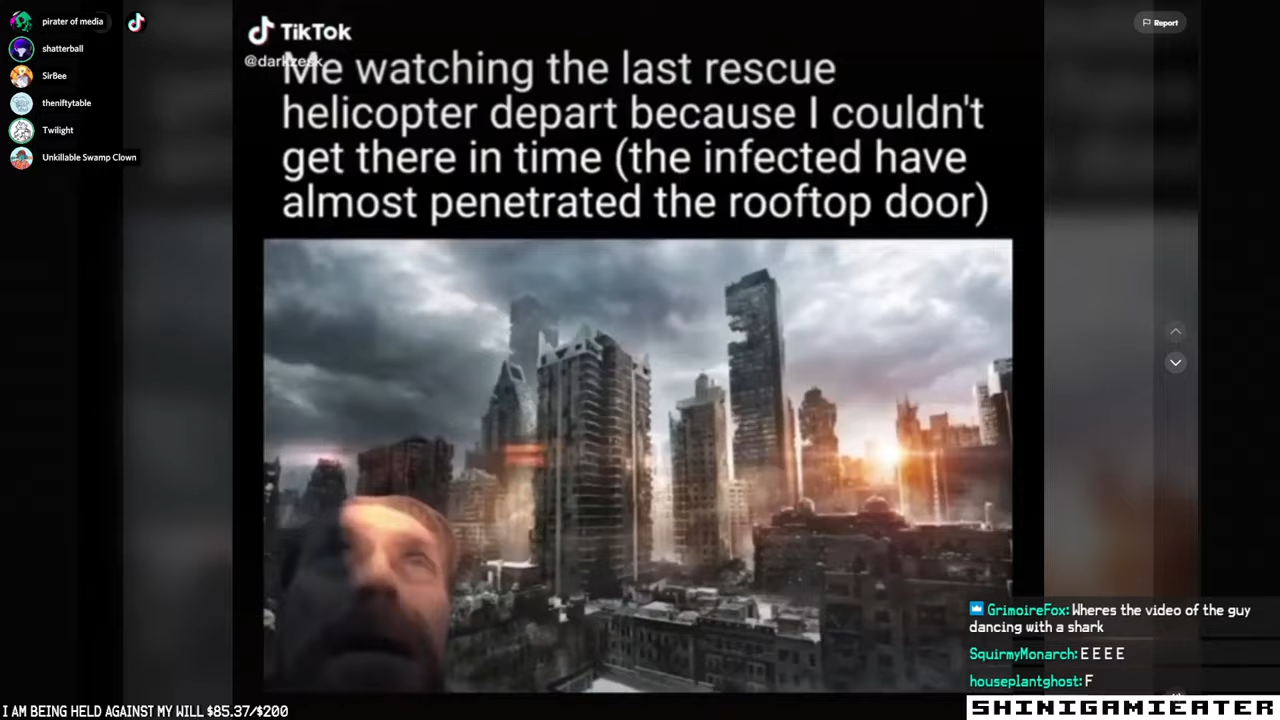 pirater of media
shatterball
SirBee
theniftytable
Twilight
Unkillable Swamp Clown
TikTok
@darkzesk
Report
Me watching the last rescue
helicopter depart because I couldn't
get there in time (the infected have
almost penetrated the rooftop door)
GrimoireFox: Wheres the video of the guy
dancing with a shark
SquirmyMonarch: E E E E
houseplantghost: F
I AM BEING HELD AGAINST MY WILL $85.37/$200
SHINIGAMIEATER